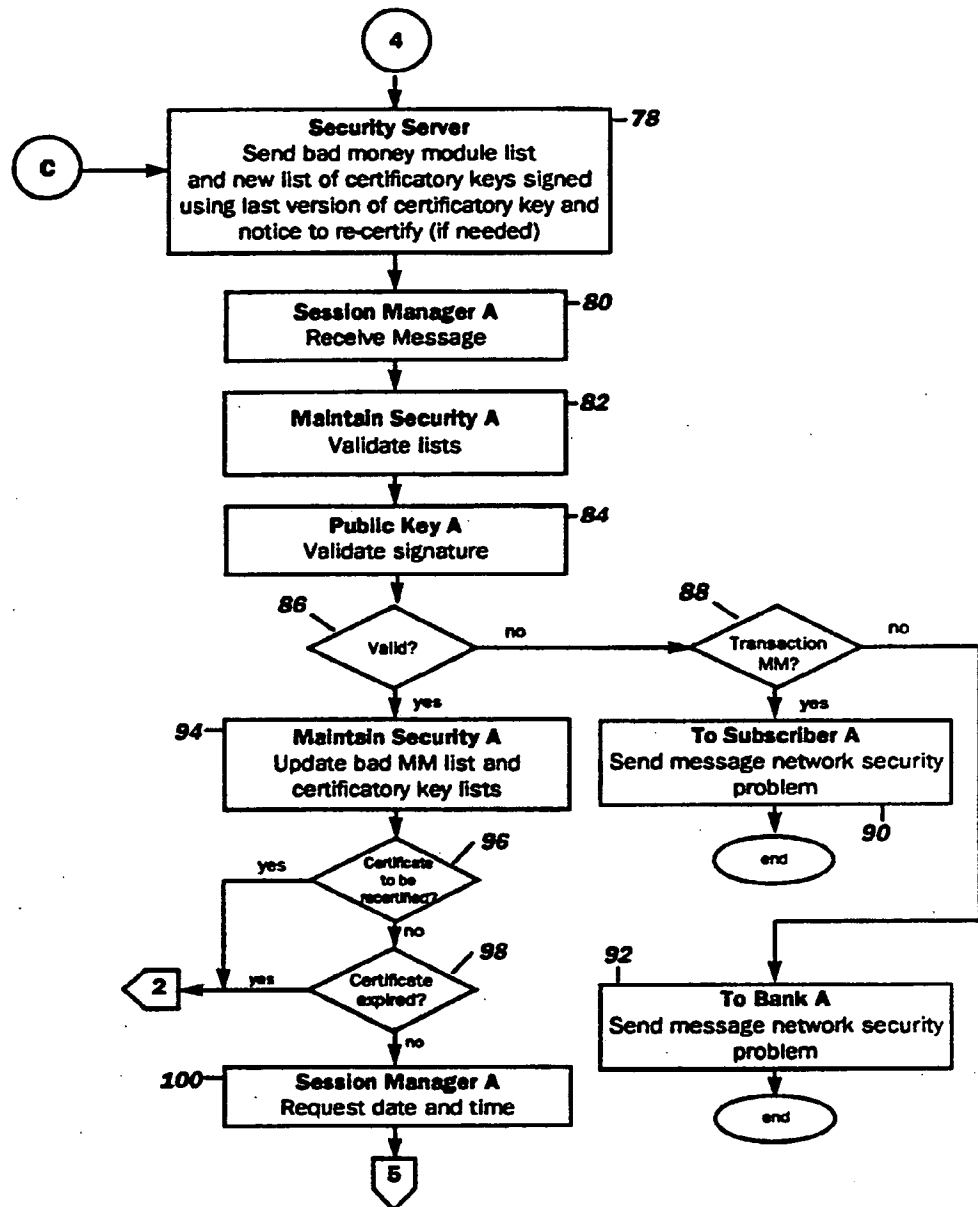 4
C
Security Server
Send bad money module list
and new list of certificatory keys signed
using last version of certificatory key and
notice to re-certify (if needed)
78
Session Manager A
Receive Message
80
Maintain Security A
Validate lists
82
Public Key A
Validate signature
84
86
Valid?
no
88
Transaction
MM?
no
yes
yes
94
Maintain Security A
Update bad MM list and
certificatory key lists
To Subscriber A
Send message network security
problem
90
end
96
Certificate
to be
recertified?
yes
no
98
Certificate
expired?
yes
2
no
92
To Bank A
Send message network security
problem
end
100
Session Manager A
Request date and time
5